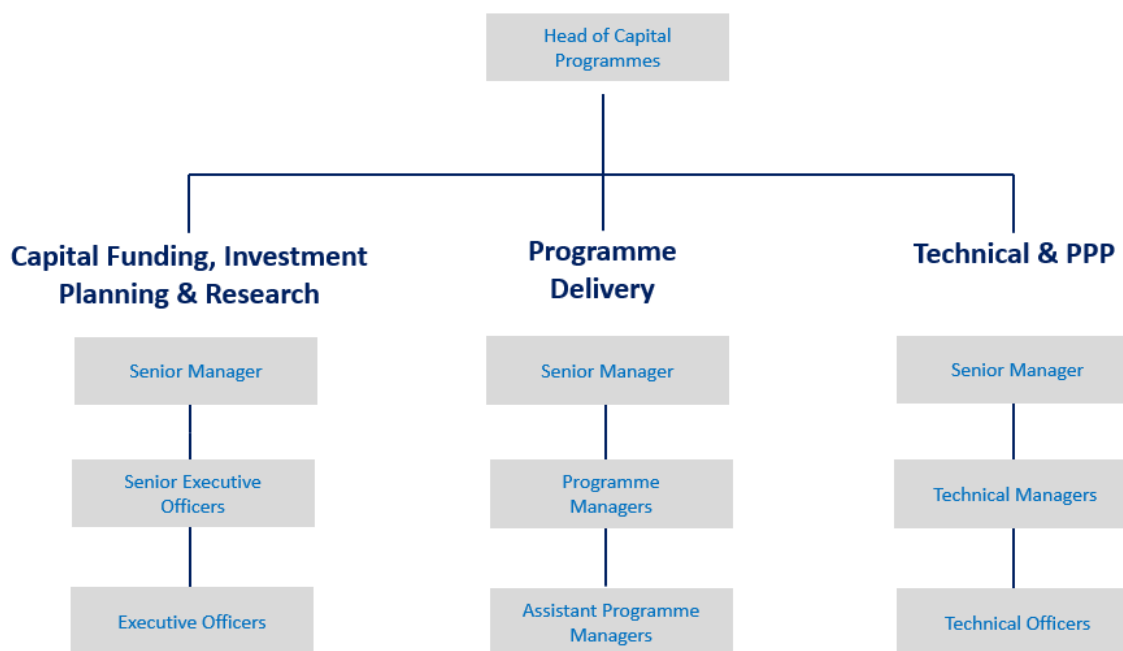 Head of Capital
Programmes
Capital Funding, Investment
Planning & Research
Programme
Delivery
Technical & PPP
Senior Manager
Senior Manager
Senior Manager
Senior Executive
Officers
Programme
Managers
Technical Managers
Executive Officers
Assistant Programme
Managers
Technical Officers